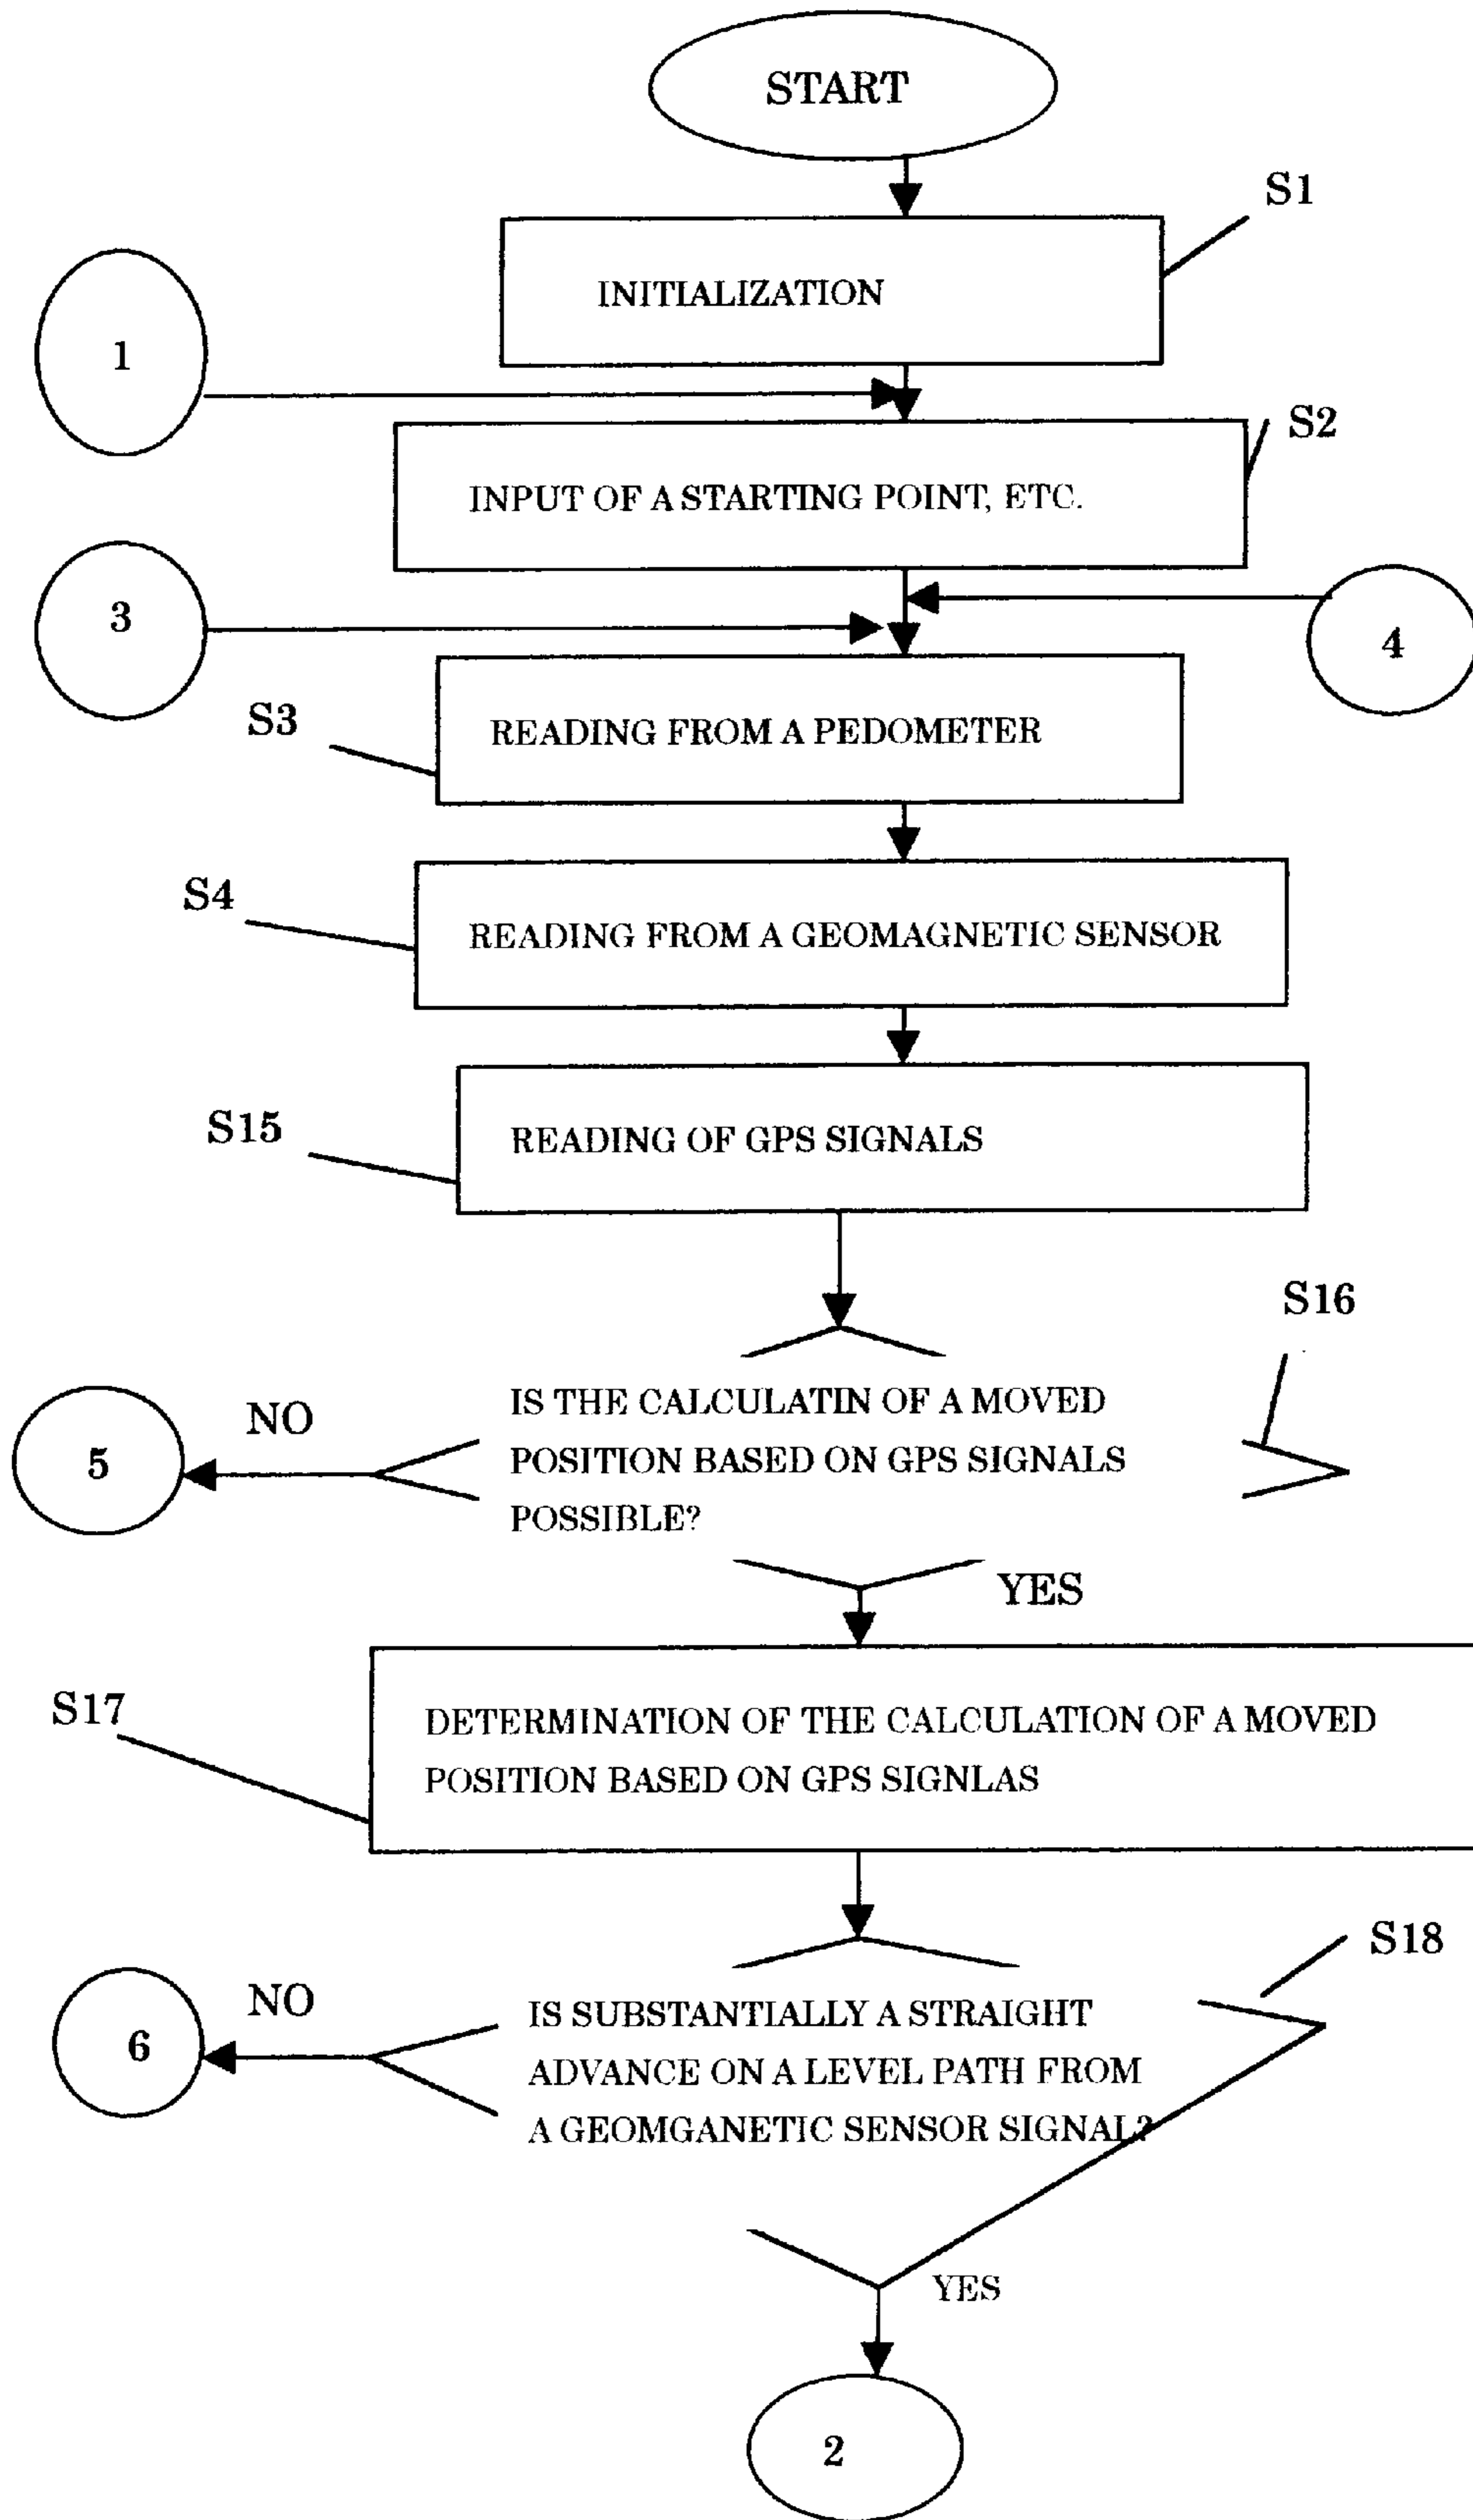 START
S1
INITIALIZATION
1
S2
INPUT OF A STARTING POINT, ETC.
3
4
S3
READING FROM A PEDOMETER
S4
READING FROM A GEOMAGNETIC SENSOR
S15
READING OF GPS SIGNALS
S16
IS THE CALCULATIN OF A MOVED
POSITION BASED ON GPS SIGNALS
POSSIBLE?
NO
5
YES
S17
DETERMINATION OF THE CALCULATION OF A MOVED
POSITION BASED ON GPS SIGNLAS
S18
NO
6
IS SUBSTANTIALLY A STRAIGHT
ADVANCE ON A LEVEL PATH FROM
A GEOMGANETIC SENSOR SIGNAL?
YES
2